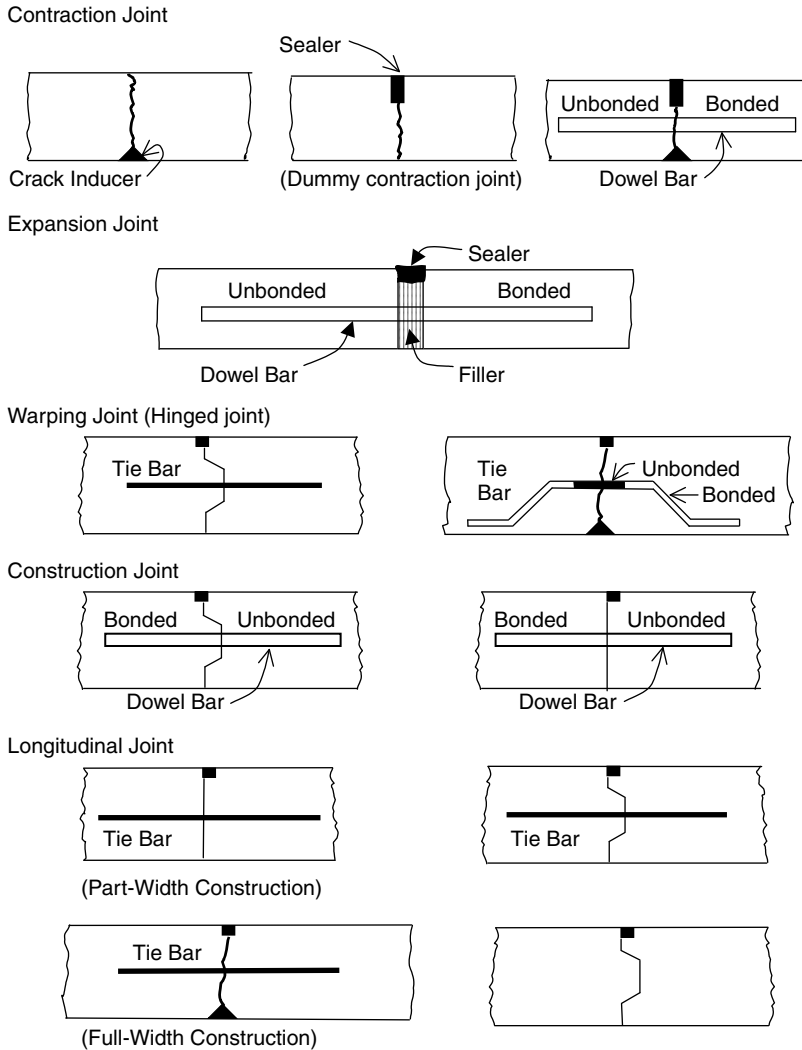 Contraction Joint
Sealer
Unbonded Bonded
Crack Inducer
(Dummy contraction joint)
Dowel Bar
Expansion Joint
Sealer
Unbonded Bonded
Dowel Bar
Filler
Warping Joint (Hinged joint)
Tie Bar
Tie
Bar
Unbonded
Bonded
Construction Joint
Bonded Unbonded
Dowel Bar
Bonded Unbonded
Dowel Bar
Longitudinal Joint
Tie Bar
Tie Bar
(Part-Width Construction)
Tie Bar
(Full-Width Construction)